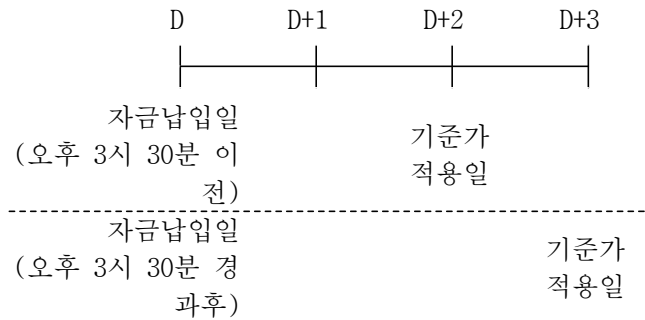 D D+1 D+2 D+3
자금납입일
(오후 3시 30분 이
전)
기준가
적용일
자금납입일
(오후 3시 30분 경
과후)
기준가
적용일